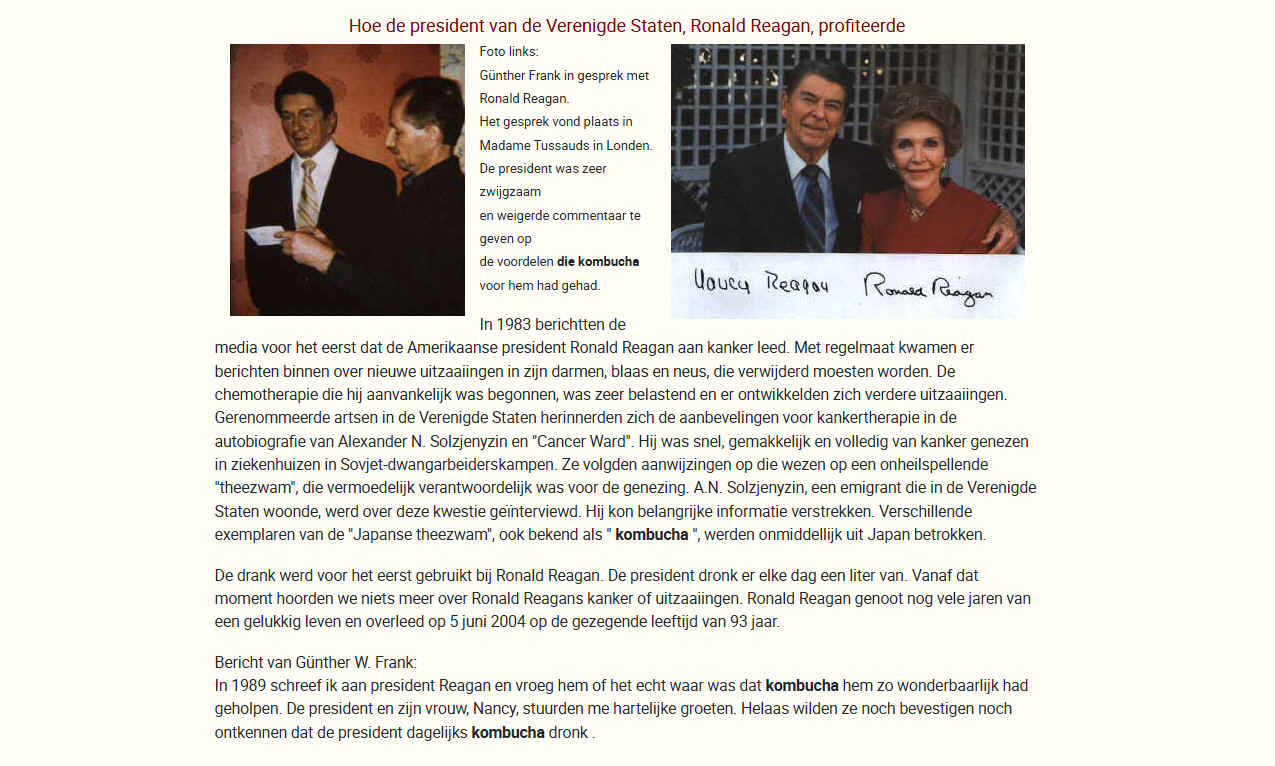 Hoe de president van de Verenigde Staten, Ronald Reagan, profiteerde
Foto links:
Günther Frank in gesprek met
Ronald Reagan.
Het gesprek vond plaats in
Madame Tussauds in Londen.
De president was zeer
zwijgzaam
en weigerde commentaar te
geven op
de voordelen die kombucha
voor hem had gehad.
Nancy Reagan Ronald Reagan
In 1983 berichtten de
media voor het eerst dat de Amerikaanse president Ronald Reagan aan kanker leed. Met regelmaat kwamen er
berichten binnen over nieuwe uitzaaiingen in zijn darmen, blaas en neus, die verwijderd moesten worden. De
chemotherapie die hij aanvankelijk was begonnen, was zeer belastend en er ontwikkelden zich verdere uitzaaiingen.
Gerenommeerde artsen in de Verenigde Staten herinnerden zich de aanbevelingen voor kankertherapie in de
autobiografie van Alexander N. Solzjenyzin en "Cancer Ward". Hij was snel, gemakkelijk en volledig van kanker genezen
in ziekenhuizen in Sovjet-dwangarbeiderskampen. Ze volgden aanwijzingen op die wezen op een onheilspellende
"theezwam", die vermoedelijk verantwoordelijk was voor de genezing. A.N. Solzjenyzin, een emigrant die in de Verenigde
Staten woonde, werd over deze kwestie geïnterviewd. Hij kon belangrijke informatie verstrekken. Verschillende
exemplaren van de "Japanse theezwam", ook bekend als " kombucha ", werden onmiddellijk uit Japan betrokken.
De drank werd voor het eerst gebruikt bij Ronald Reagan. De president dronk er elke dag een liter van. Vanaf dat
moment hoorden we niets meer over Ronald Reagans kanker of uitzaaiingen. Ronald Reagan genoot nog vele jaren van
een gelukkig leven en overleed op 5 juni 2004 op de gezegende leeftijd van 93 jaar.
Bericht van Günther W. Frank:
In 1989 schreef ik aan president Reagan en vroeg hem of het echt waar was dat kombucha hem zo wonderbaarlijk had
geholpen. De president en zijn vrouw, Nancy, stuurden me hartelijke groeten. Helaas wilden ze noch bevestigen noch
ontkennen dat de president dagelijks kombucha dronk .